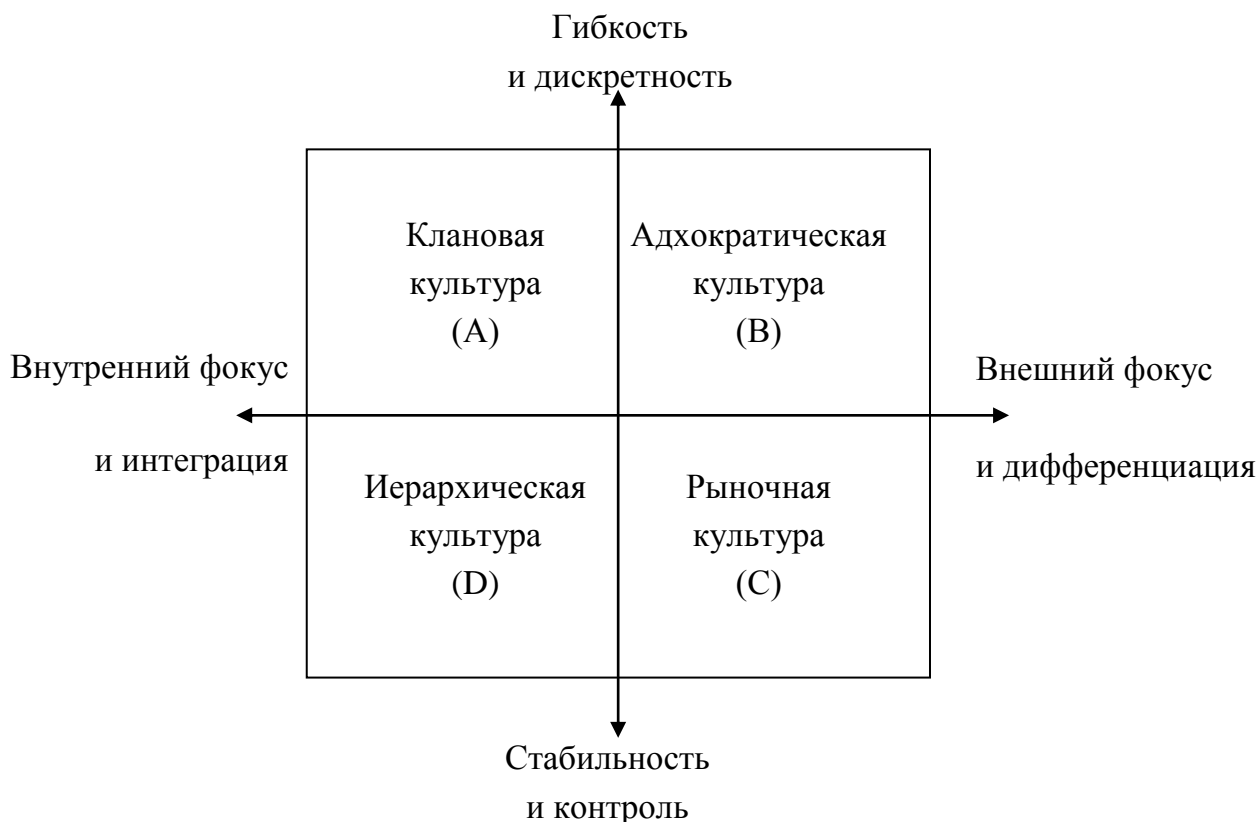 Гибкость
и дискретность
Клановая
культура
(A)
Адхократическая
культура
(B)
Внутренний фокус
и интеграция
Внешний фокус
и дифференциация
Иерархическая
культура
(D)
Рыночная
культура
(C)
Стабильность
и контроль